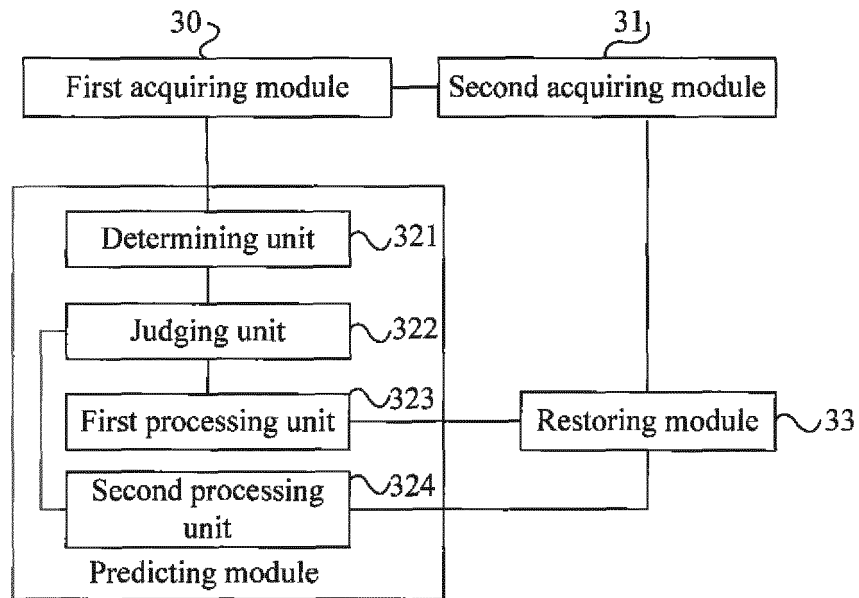 30
31
First acquiring module
Second acquiring module
Determining unit
321
Judging unit
322
323
First processing unit
Restoring module
33
324
Second processing
unit
Predicting module